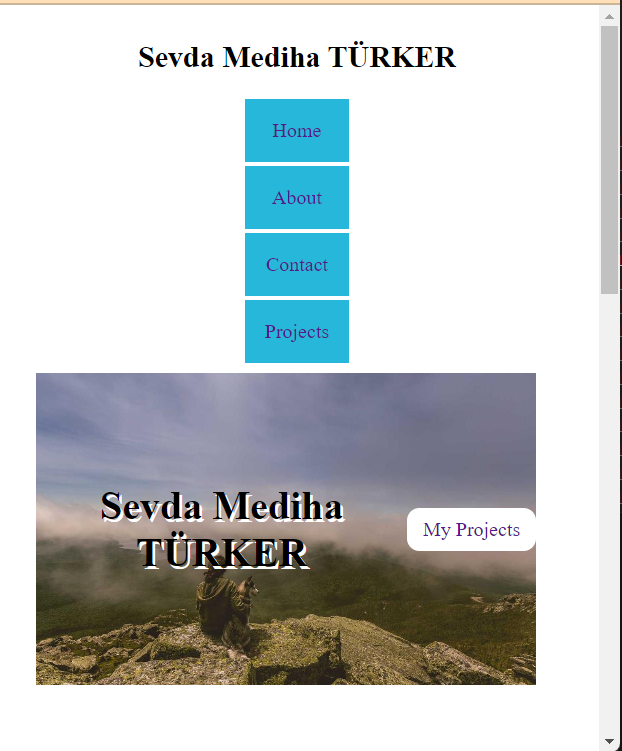 Sevda Mediha TÜRKER
Home
About
Contact
Projects
Sevda Mediha
TÜRKER
My Projects